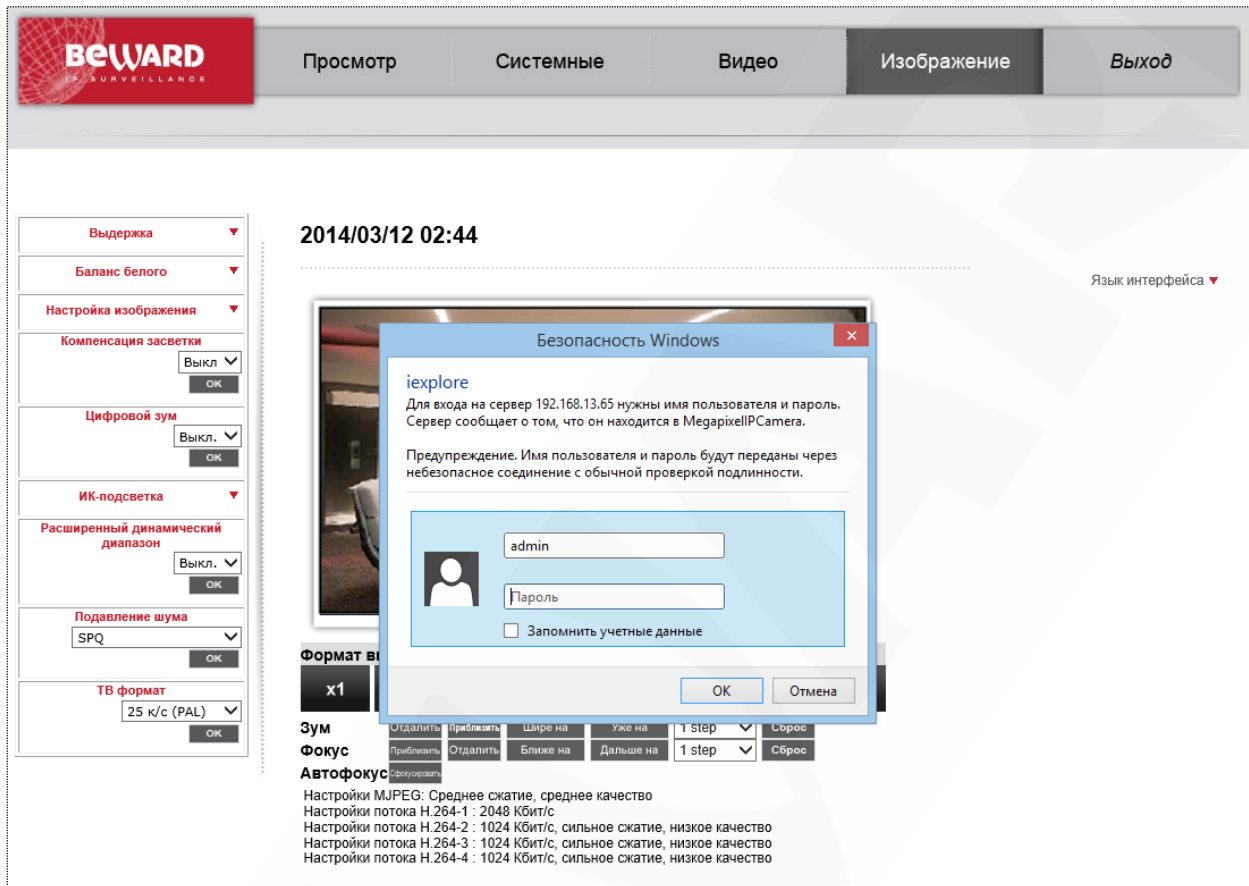 BEWARD
IP SURVEILLANCE
Просмотр
Системные
Видео
Изображение
Выход
Выдержка
Баланс белого
Настройка изображения
Компенсация засветки
Выкл
OK
Цифровой зум
Выкл.
OK
ИК-подсветка
Расширенный динамический
диапазон
Выкл.
OK
Подавление шума
SPQ
OK
ТВ формат
25 к/с (PAL)
OK
2014/03/12 02:44
Язык интерфейса
Безопасность Windows
iexplore
Для входа на сервер 192.168.13.65 нужны имя пользователя и пароль.
Сервер сообщает о том, что он находится в MegapixelIPCamera.
Предупреждение. Имя пользователя и пароль будут переданы через
небезопасное соединение с обычной проверкой подлинности.
admin
Пароль
Запомнить учетные данные
OK
Отмена
Формат
x1
Зум Отдалить Приблизить Шире на Уже на 1 step Сброс
Фокус Приблизить Отдалить Ближе на Дальше на 1 step Сброс
Автофокус Сфокусировать
Настройки MJPEG: Среднее сжатие, среднее качество
Настройки потока H.264-1 : 2048 Кбит/с
Настройки потока H.264-2 : 1024 Кбит/с, сильное сжатие, низкое качество
Настройки потока H.264-3 : 1024 Кбит/с, сильное сжатие, низкое качество
Настройки потока H.264-4 : 1024 Кбит/с, сильное сжатие, низкое качество